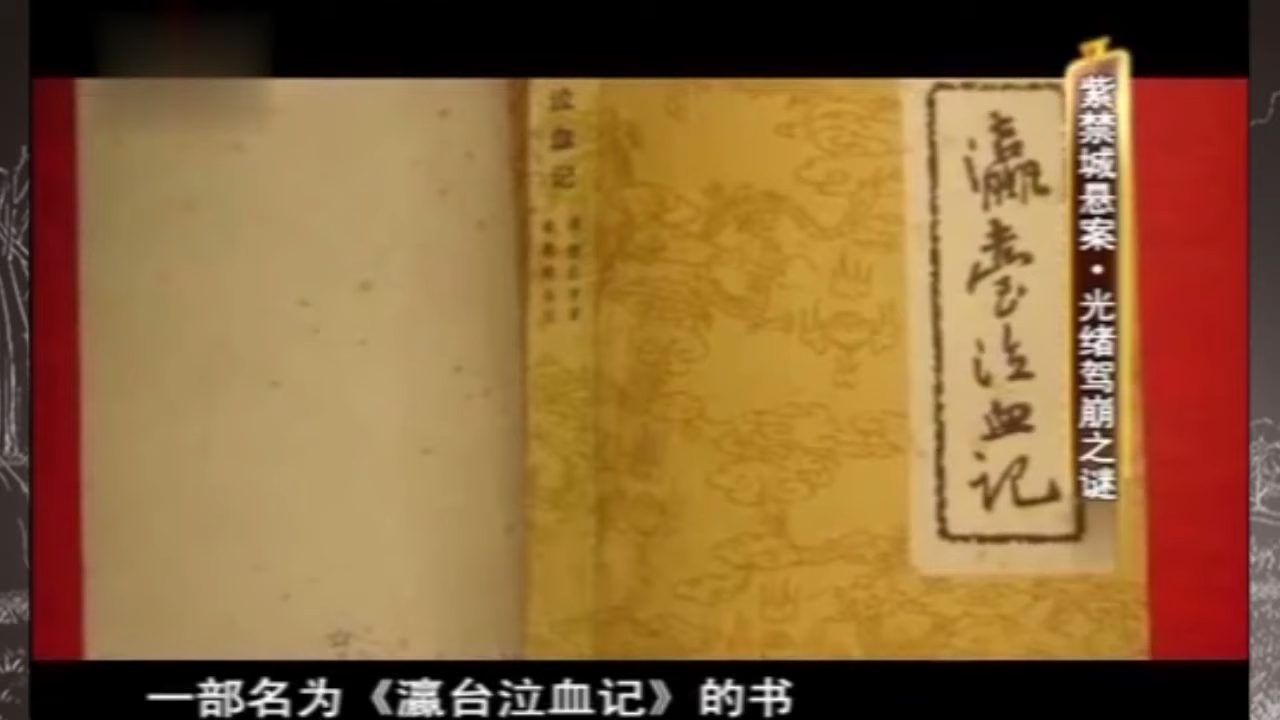 泣血记
瀛臺泣血记
紫禁城悬案·光绪驾崩之谜
一部名为《瀛台泣血记》的书